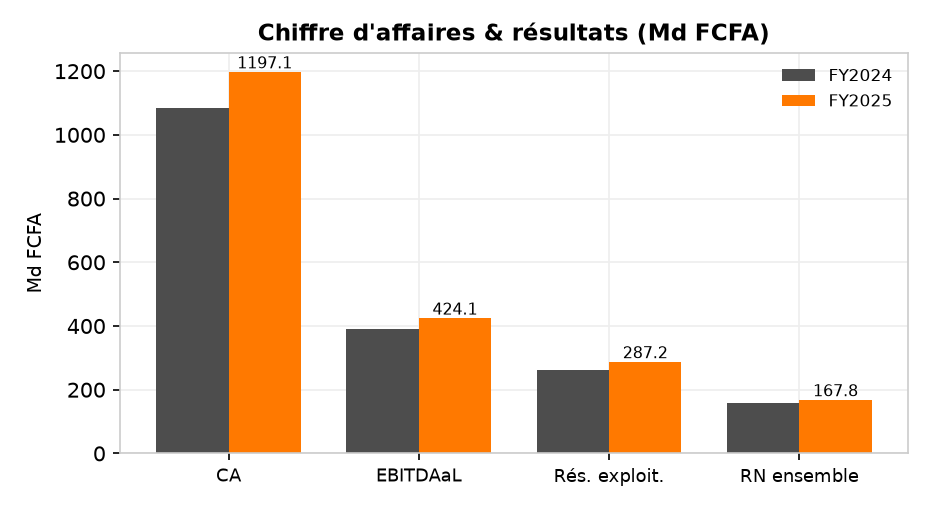 Chiffre d'affaires & résultats (Md FCFA)
FY2024
FY2025
Md FCFA
1200
1000
800
600
400
200
0
1197.1
424.1
287.2
167.8
CA
EBITDAaL
Rés. exploit.
RN ensemble